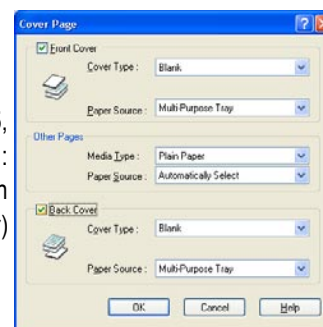 Cover Page
Front Cover
Cover Type : Blank
Paper Source : Multi-Purpose Tray
Other Pages
Media Type : Plain Paper
Paper Source : Automatically Select
Back Cover
Cover Type : Blank
Paper Source : Multi-Purpose Tray
OK Cancel Help